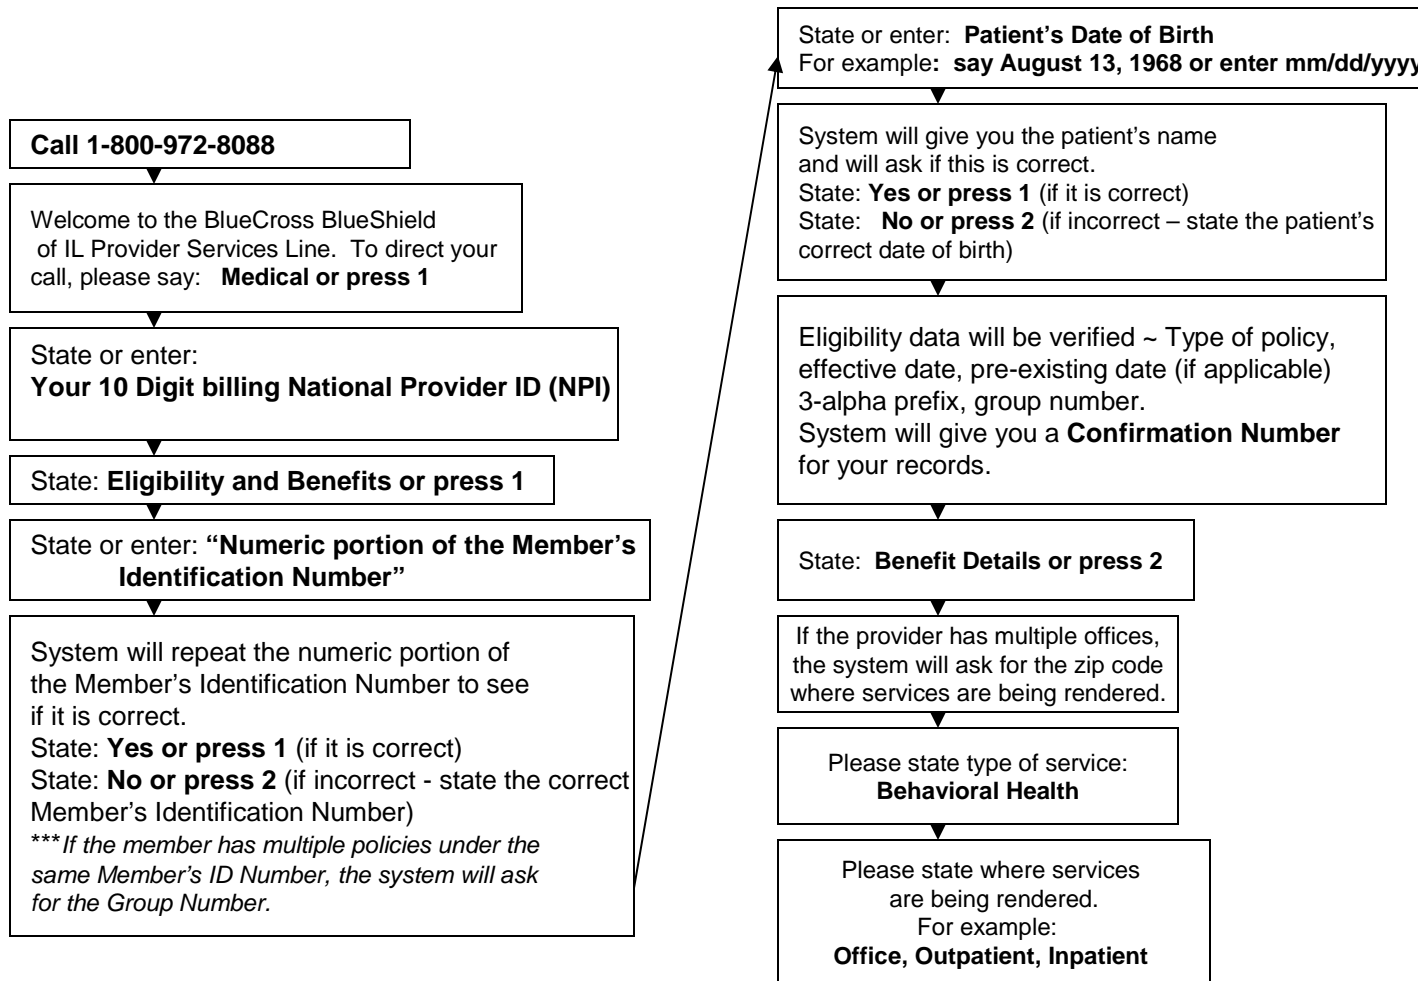 Call 1-800-972-8088
Welcome to the BlueCross BlueShield
of IL Provider Services Line. To direct your
call, please say: Medical or press 1
State or enter:
Your 10 Digit billing National Provider ID (NPI)
State: Eligibility and Benefits or press 1
State or enter: “Numeric portion of the Member’s
Identification Number”
System will repeat the numeric portion of
the Member’s Identification Number to see
if it is correct.
State: Yes or press 1 (if it is correct)
State: No or press 2 (if incorrect - state the correct
Member’s Identification Number)
***If the member has multiple policies under the
same Member’s ID Number, the system will ask
for the Group Number.
State or enter: Patient’s Date of Birth
For example: say August 13, 1968 or enter mm/dd/yyyy
System will give you the patient’s name
and will ask if this is correct.
State: Yes or press 1 (if it is correct)
State: No or press 2 (if incorrect – state the patient’s
correct date of birth)
Eligibility data will be verified ~ Type of policy,
effective date, pre-existing date (if applicable)
3-alpha prefix, group number.
System will give you a Confirmation Number
for your records.
State: Benefit Details or press 2
If the provider has multiple offices,
the system will ask for the zip code
where services are being rendered.
Please state type of service:
Behavioral Health
Please state where services
are being rendered.
For example:
Office, Outpatient, Inpatient